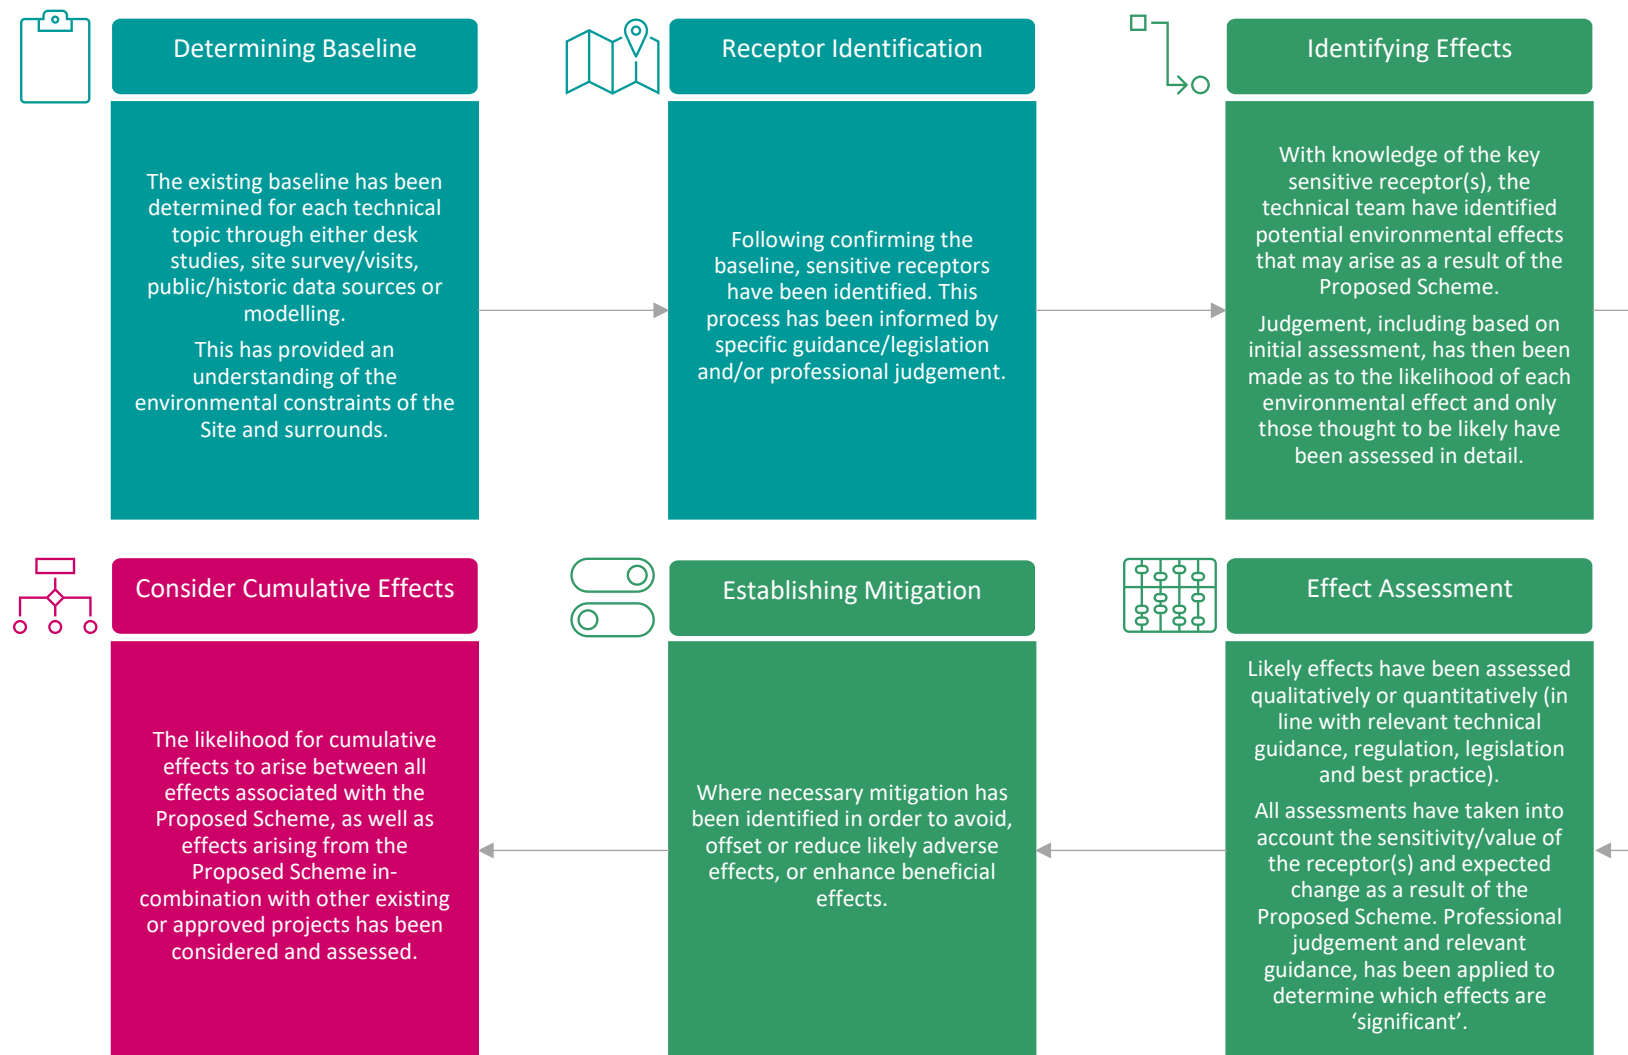 Determining Baseline
The existing baseline has been
determined for each technical
topic through either desk
studies, site survey/visits,
public/historic data sources or
modelling.
This has provided an
understanding of the
environmental constraints of the
Site and surrounds.
Receptor Identification
Following confirming the
baseline, sensitive receptors
have been identified. This
process has been informed by
specific guidance/legislation
and/or professional judgement.
Identifying Effects
With knowledge of the key
sensitive receptor(s), the
technical team have identified
potential environmental effects
that may arise as a result of the
Proposed Scheme.
Judgement, including based on
initial assessment, has then been
made as to the likelihood of each
environmental effect and only
those thought to be likely have
been assessed in detail.
Effect Assessment
Likely effects have been assessed
qualitatively or quantitatively (in
line with relevant technical
guidance, regulation, legislation
and best practice).
All assessments have taken into
account the sensitivity/value of
the receptor(s) and expected
change as a result of the
Proposed Scheme. Professional
judgement and relevant
guidance, has been applied to
determine which effects are
‘significant’.
Establishing Mitigation
Where necessary mitigation has
been identified in order to avoid,
offset or reduce likely adverse
effects, or enhance beneficial
effects.
Consider Cumulative Effects
The likelihood for cumulative
effects to arise between all
effects associated with the
Proposed Scheme, as well as
effects arising from the
Proposed Scheme in-
combination with other existing
or approved projects has been
considered and assessed.